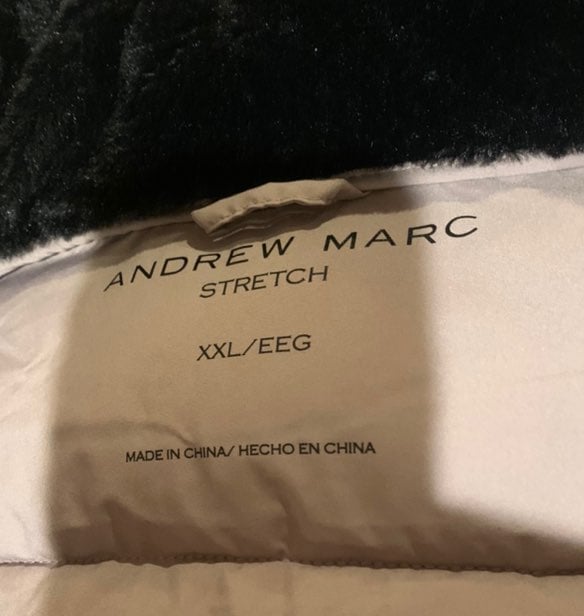 ANDREW MARC
STRETCH
XXL/EEG
MADE IN CHINA/ HECHO EN CHINA